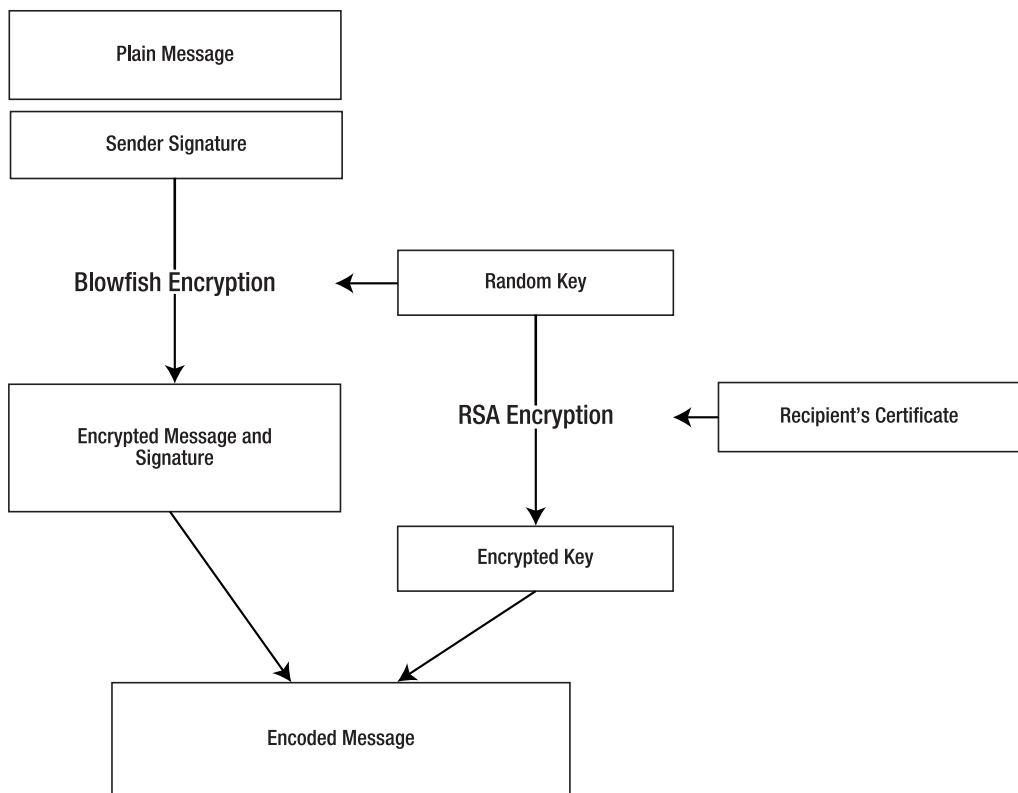 Plain Message
Sender Signature
Blowfish Encryption
Random Key
RSA Encryption
Recipient's Certificate
Encrypted Message and
Signature
Encrypted Key
Encoded Message